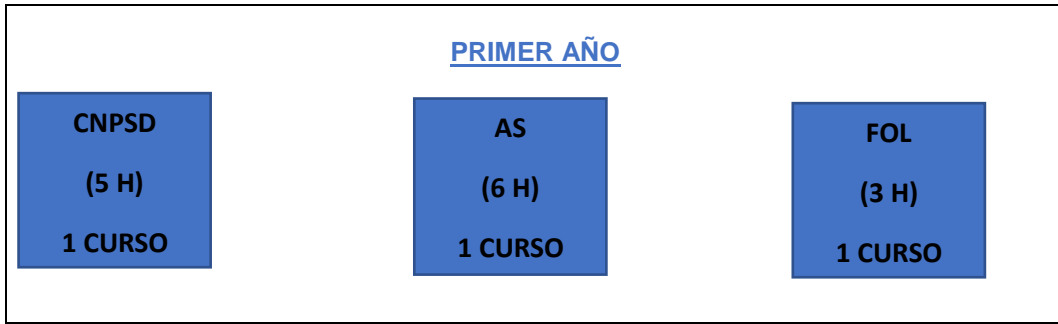 PRIMER AÑO
CNPSD
(5 H)
1 CURSO
AS
(6 H)
1 CURSO
FOL
(3 H)
1 CURSO